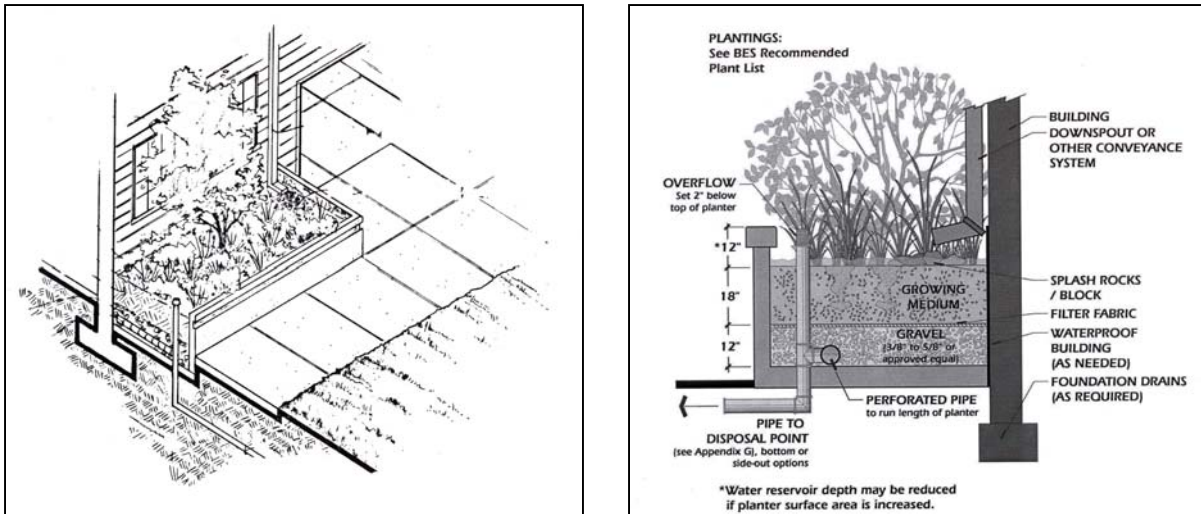 PLANTINGS:
See BES Recommended
Plant List
BUILDING
DOWNSPOUT OR
OTHER CONVEYANCE
SYSTEM
OVERFLOW
Set 2" below
top of planter
*12"
18"
12"
GROWING
MEDIUM
GRAVEL
(3/8" to 5/8" or
approved equal)
SPLASH ROCKS
/ BLOCK
FILTER FABRIC
WATERPROOF
BUILDING
(AS NEEDED)
FOUNDATION DRAINS
(AS REQUIRED)
PERFORATED PIPE
to run length of planter
PIPE TO
DISPOSAL POINT
(see Appendix G), bottom or
side-out options
*Water reservoir depth may be reduced
if planter surface area is increased.